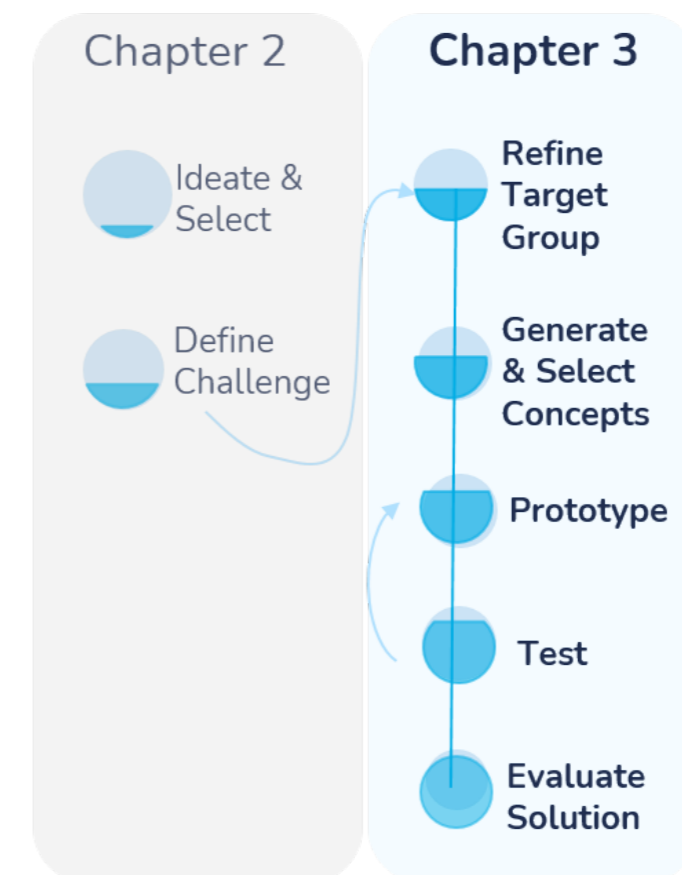 Chapter 2
Ideate &
Select
Define
Challenge
Chapter 3
Refine
Target
Group
Generate
& Select
Concepts
Prototype
Test
Evaluate
Solution